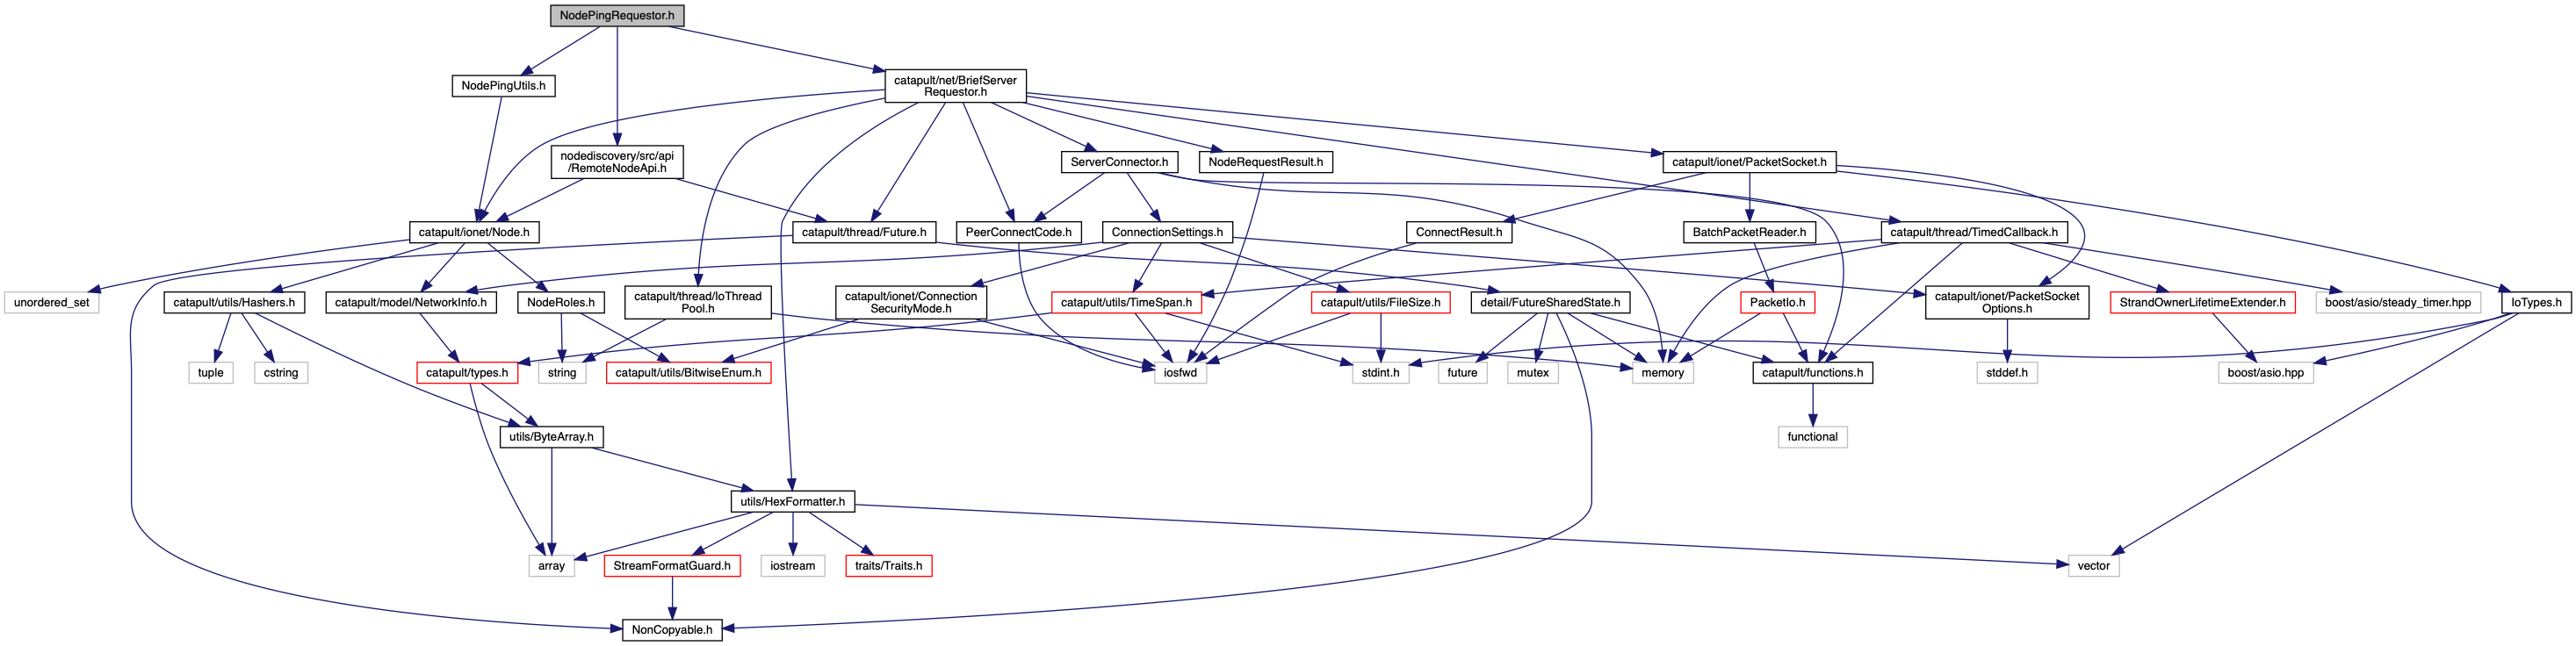 NodePingRequestor.h
NodePingUtils.h
catapult/net/BriefServer
Requestor.h
nodediscovery/src/api
/RemoteNodeApi.h
ServerConnector.h
NodeRequestResult.h
catapult/ionet/PacketSocket.h
catapult/ionet/Node.h
catapult/thread/Future.h
PeerConnectCode.h
ConnectionSettings.h
ConnectResult.h
BatchPacketReader.h
catapult/thread/TimedCallback.h
unordered_set
catapult/utils/Hashers.h
catapult/model/NetworkInfo.h
NodeRoles.h
catapult/thread/IoThread
Pool.h
catapult/ionet/Connection
SecurityMode.h
catapult/utils/TimeSpan.h
catapult/utils/FileSize.h
detail/FutureSharedState.h
PacketIo.h
catapult/ionet/PacketSocket
Options.h
StrandOwnerLifetimeExtender.h
boost/asio/steady_timer.hpp
IoTypes.h
tuple
cstring
catapult/types.h
string
catapult/utils/BitwiseEnum.h
iosfwd
stdint.h
future
mutex
memory
catapult/functions.h
stddef.h
boost/asio.hpp
utils/ByteArray.h
functional
utils/HexFormatter.h
array
StreamFormatGuard.h
iostream
traits/Traits.h
vector
NonCopyable.h